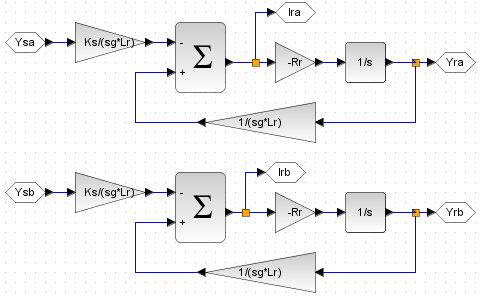 Ira
Ysa
Ks/(sg*Lr)
-
+
Σ
-Rr
1/s
Yra
1/(sg*Lr)
Irb
Ysb
Ks/(sg*Lr)
-
+
Σ
-Rr
1/s
Yrb
1/(sg*Lr)